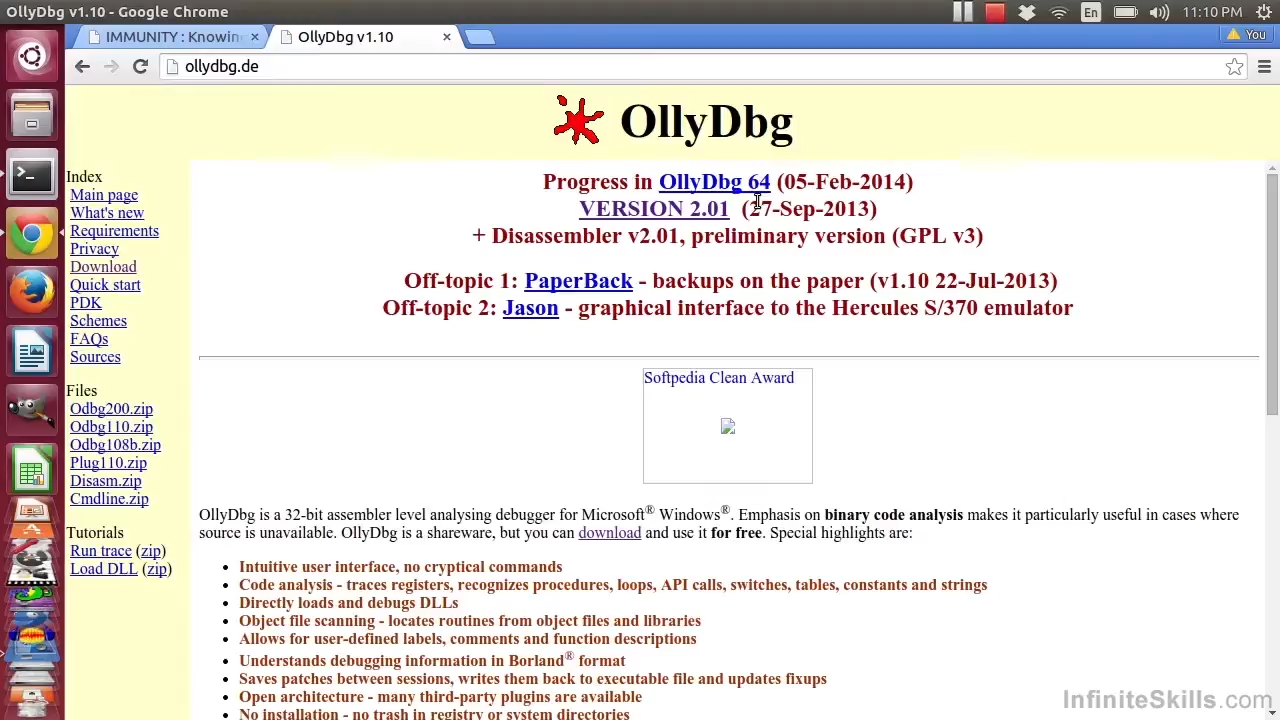 OllyDbg v1.10 - Google Chrome
En
11:10 PM
IMMUNITY : Knowin
OllyDbg v1.10
You
ollydbg.de
OllyDbg
Index
Main page
What's new
Requirements
Privacy
Download
Quick start
PDK
Schemes
FAQs
Sources
Files
Odbg200.zip
Odbg110.zip
Odbg108b.zip
Plug110.zip
Disasm.zip
Cmdline.zip
Tutorials
Run trace (zip)
Load DLL (zip)
Progress in OllyDbg 64 (05-Feb-2014)
VERSION 2.01 (27-Sep-2013)
+ Disassembler v2.01, preliminary version (GPL v3)
Off-topic 1: PaperBack - backups on the paper (v1.10 22-Jul-2013)
Off-topic 2: Jason - graphical interface to the Hercules S/370 emulator
Softpedia Clean Award
OllyDbg is a 32-bit assembler level analysing debugger for Microsoft® Windows®. Emphasis on binary code analysis makes it particularly useful in cases where
source is unavailable. OllyDbg is a shareware, but you can download and use it for free. Special highlights are:
• Intuitive user interface, no cryptical commands
• Code analysis - traces registers, recognizes procedures, loops, API calls, switches, tables, constants and strings
• Directly loads and debugs DLLs
• Object file scanning - locates routines from object files and libraries
• Allows for user-defined labels, comments and function descriptions
• Understands debugging information in Borland® format
• Saves patches between sessions, writes them back to executable file and updates fixups
• Open architecture - many third-party plugins are available
• No installation - no trash in registry or system directories
InfiniteSkills.com